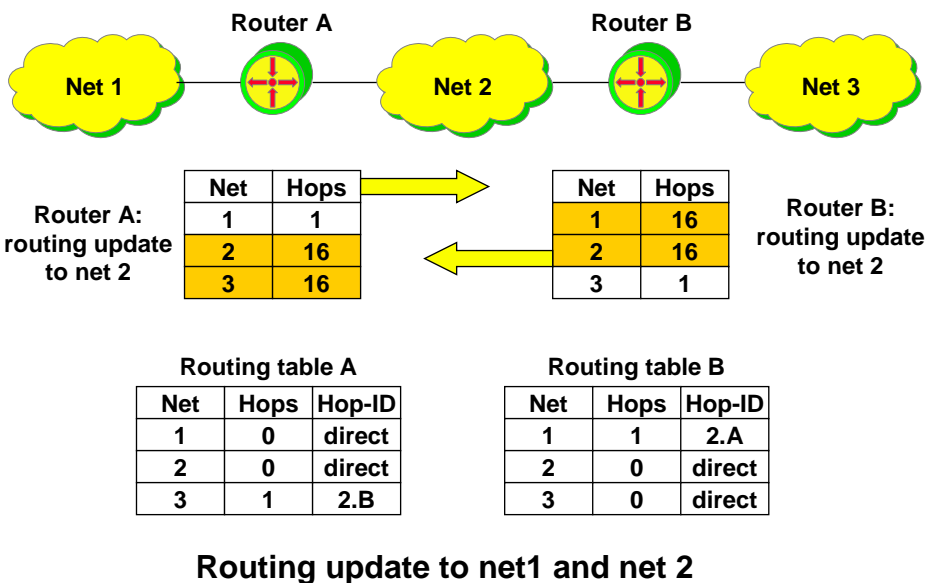 Router A
Router B
Net 1
Net 2
Net 3
Router A:
routing update
to net 2
Net Hops
1 1
2 16
3 16
Net Hops
1 16
2 16
3 1
Router B:
routing update
to net 2
Routing table A
Net Hops Hop-ID
1 0 direct
2 0 direct
3 1 2.B
Routing table B
Net Hops Hop-ID
1 1 2.A
2 0 direct
3 0 direct
Routing update to net1 and net 2